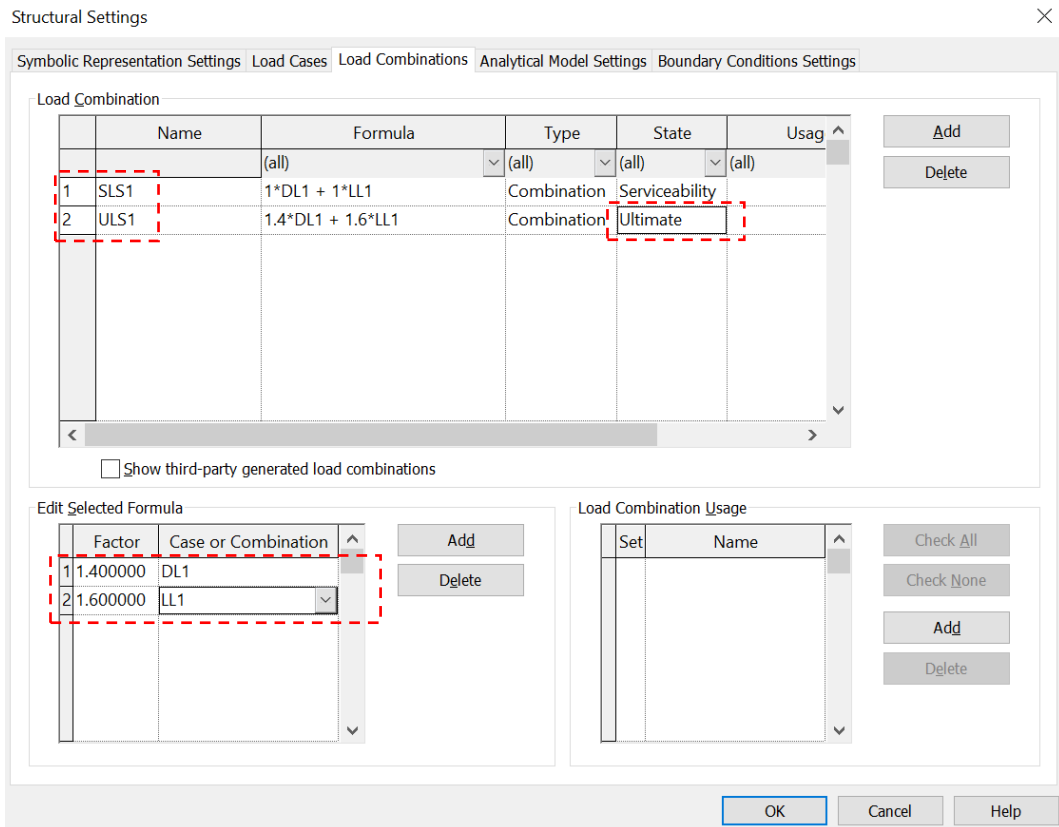 Structural Settings
Symbolic Representation Settings Load Cases Load Combinations Analytical Model Settings Boundary Conditions Settings
Load Combination
Name Formula Type State Usag
(all) (all) (all) (all)
1 SLS1 1*DL1 + 1*LL1 Combination Serviceability
2 ULS1 1.4*DL1 + 1.6*LL1 Combination Ultimate
Add
Delete
Show third-party generated load combinations
Edit Selected Formula
Factor Case or Combination
1 1.400000 DL1
2 1.600000 LL1
Add
Delete
Load Combination Usage
Set Name
Check All
Check None
Add
Delete
OK Cancel Help